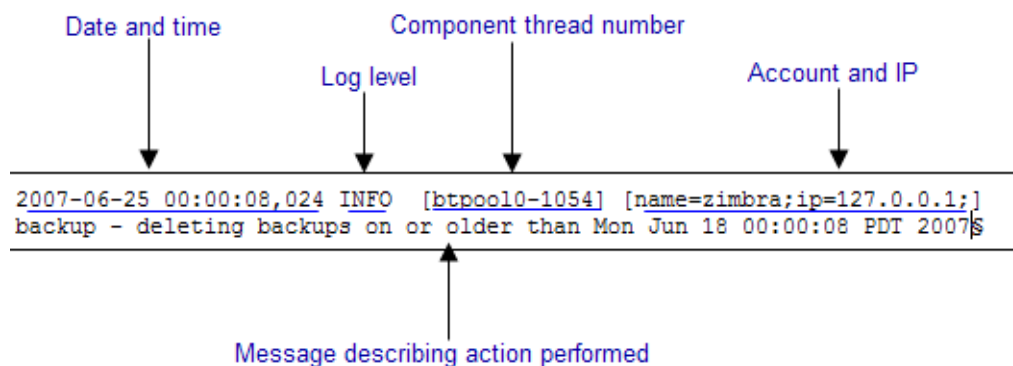 Date and time
Component thread number
Log level
Account and IP
2007-06-25 00:00:08,024 INFO  [btpool0-1054] [name=zimbra;ip=127.0.0.1;]
backup - deleting backups on or older than Mon Jun 18 00:00:08 PDT 2007§
Message describing action performed